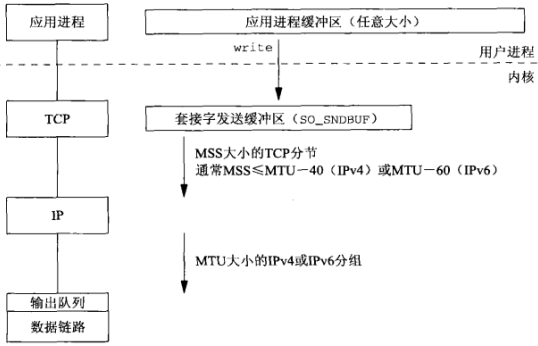 应用进程
应用进程缓冲区（任意大小）
write
用户进程
内核
TCP
套接字发送缓冲区（SO_SNDBUF）
MSS大小的TCP分节
通常MSS≤MTU－40（IPv4）或MTU－60（IPv6）
IP
MTU大小的IPv4或IPv6分组
输出队列
数据链路